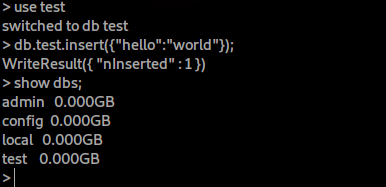 > use test
switched to db test
> db.test.insert({"hello":"world"});
WriteResult({ "nInserted" : 1 })
> show dbs;
admin   0.000GB
config  0.000GB
local   0.000GB
test    0.000GB
>